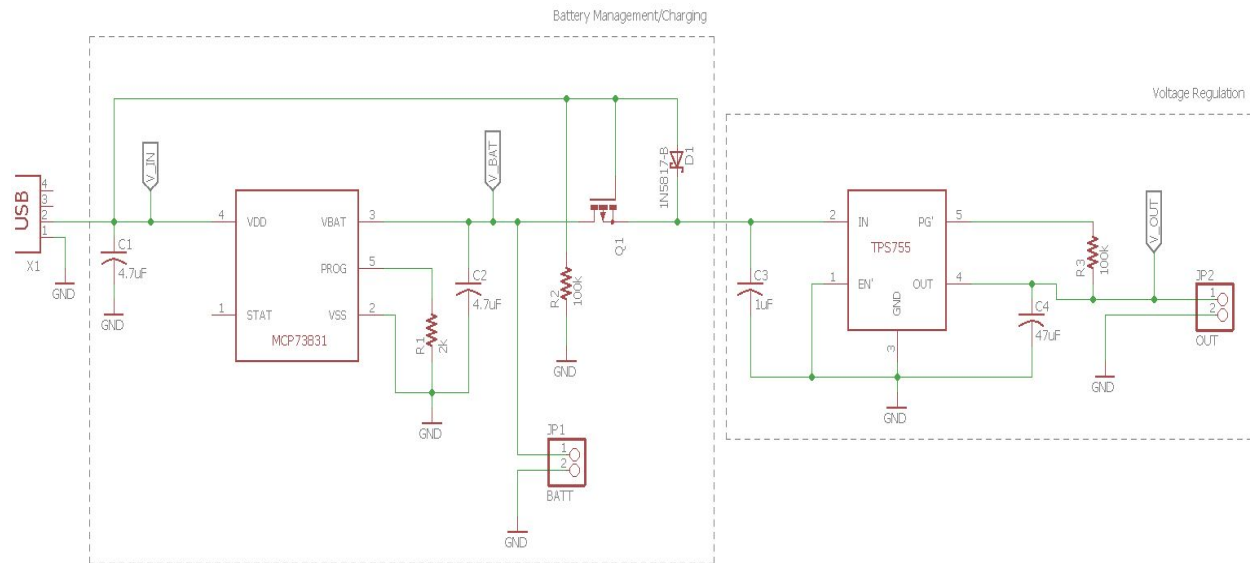 Battery Management/Charging
Voltage Regulation
USB
4
3
2
1
X1
GND
V_IN
C1
4.7uF
GND
4
VDD
VBAT
3
PROG
5
1
STAT
VSS
2
MCP73831
R1
2k
GND
V_BAT
C2
4.7uF
R2
100k
GND
Q1
1N5817-B
D1
JP1
1
2
BATT
GND
C3
1uF
2
IN
PG'
5
TPS755
1
EN'
OUT
4
GND
3
GND
R3
100k
V_OUT
C4
47uF
JP2
1
2
OUT
GND